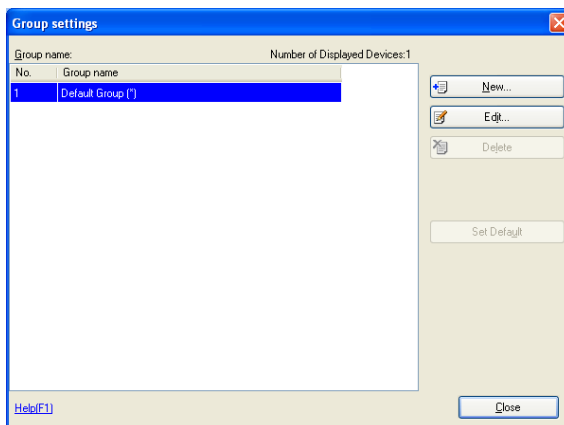 Group settings
Group name: Number of Displayed Devices:1
No. Group name
1 Default Group (*)
New...
Edit...
Delete
Set Default
Help(F1)
Close